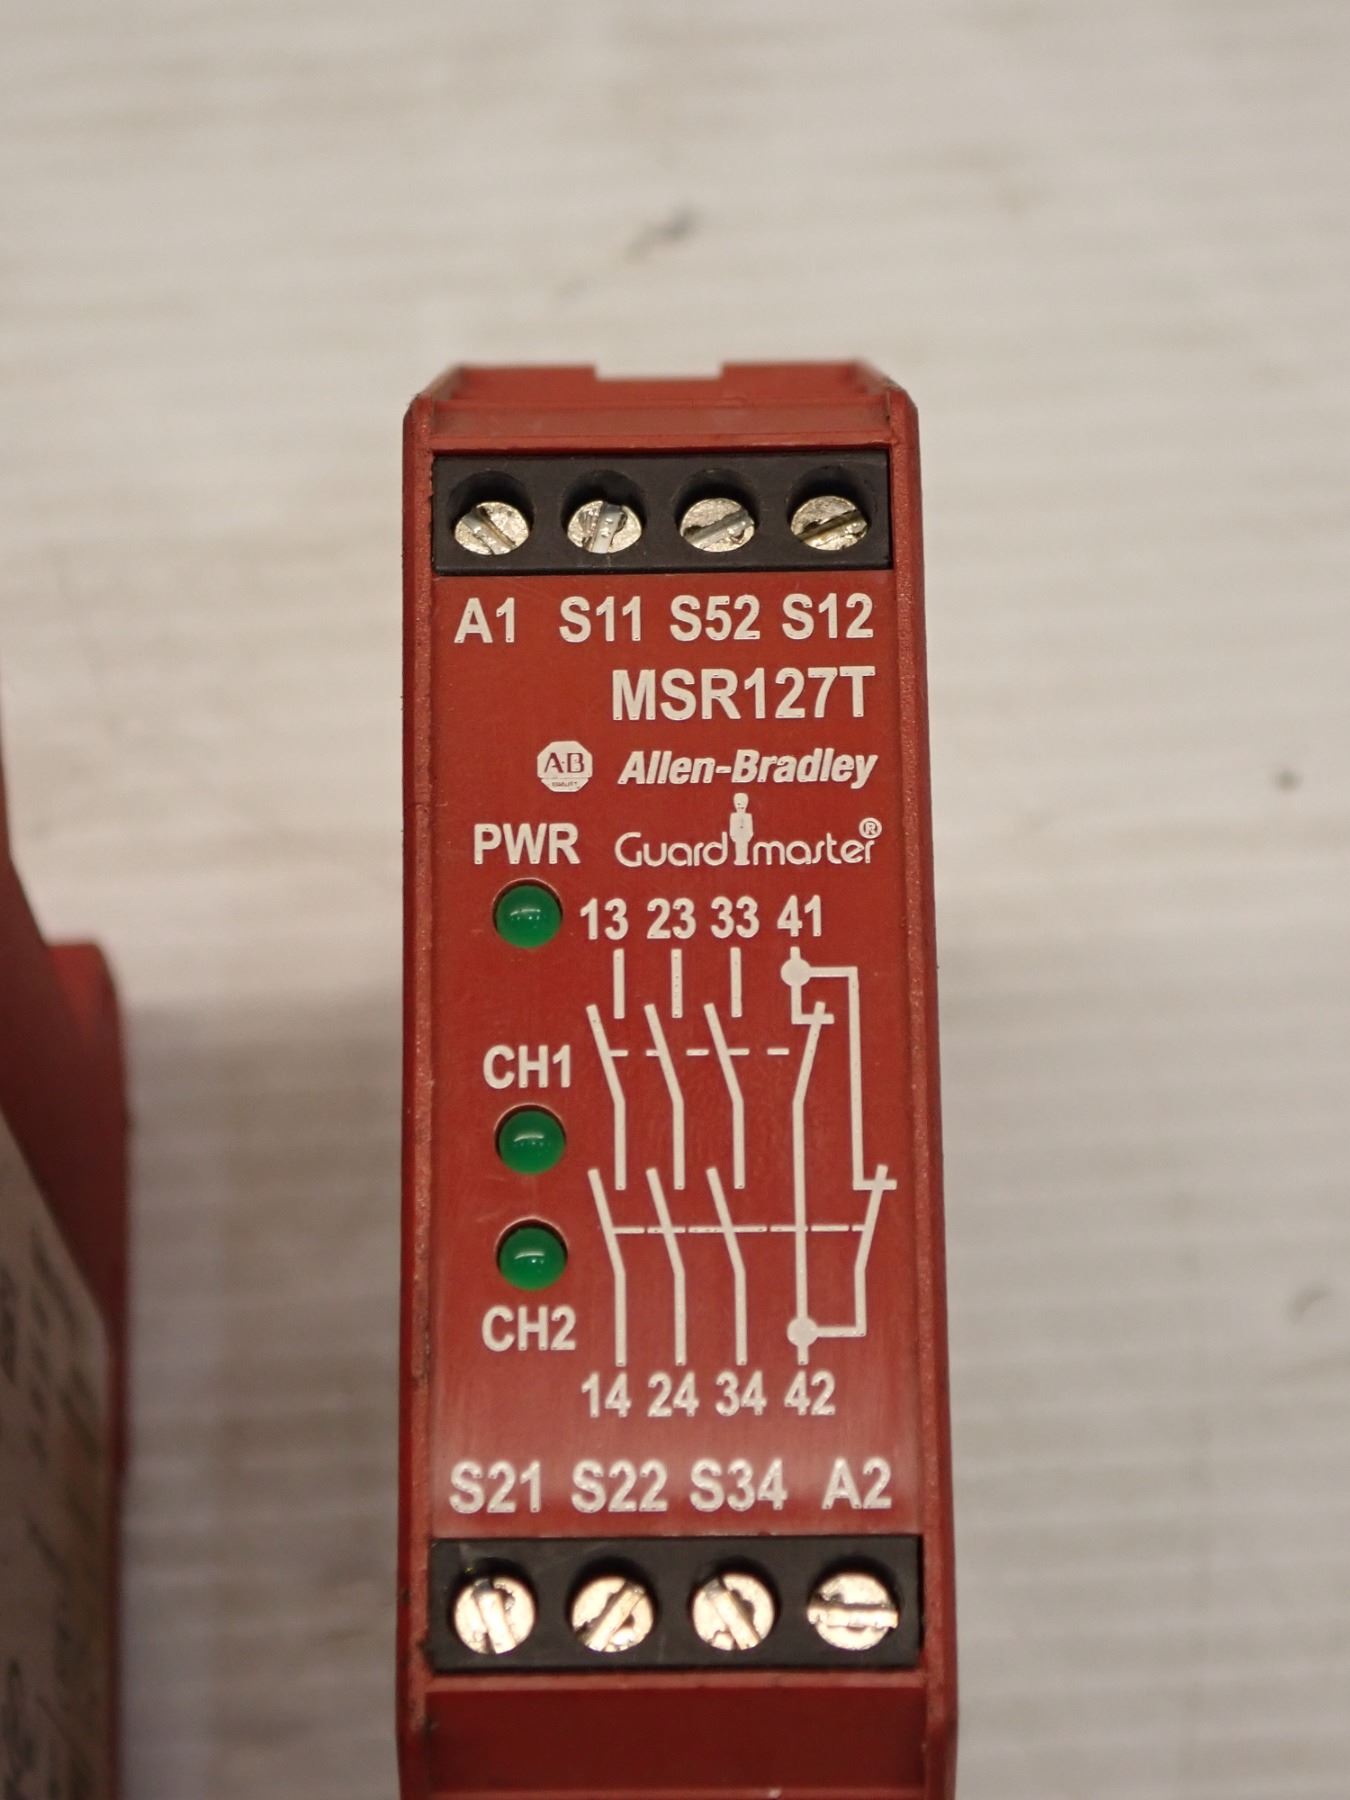 A1 S11 S52 S12
MSR127T
AB Allen-Bradley
PWR Guardmaster®
13 23 33 41
CH1
CH2
14 24 34 42
S21 S22 S34 A2